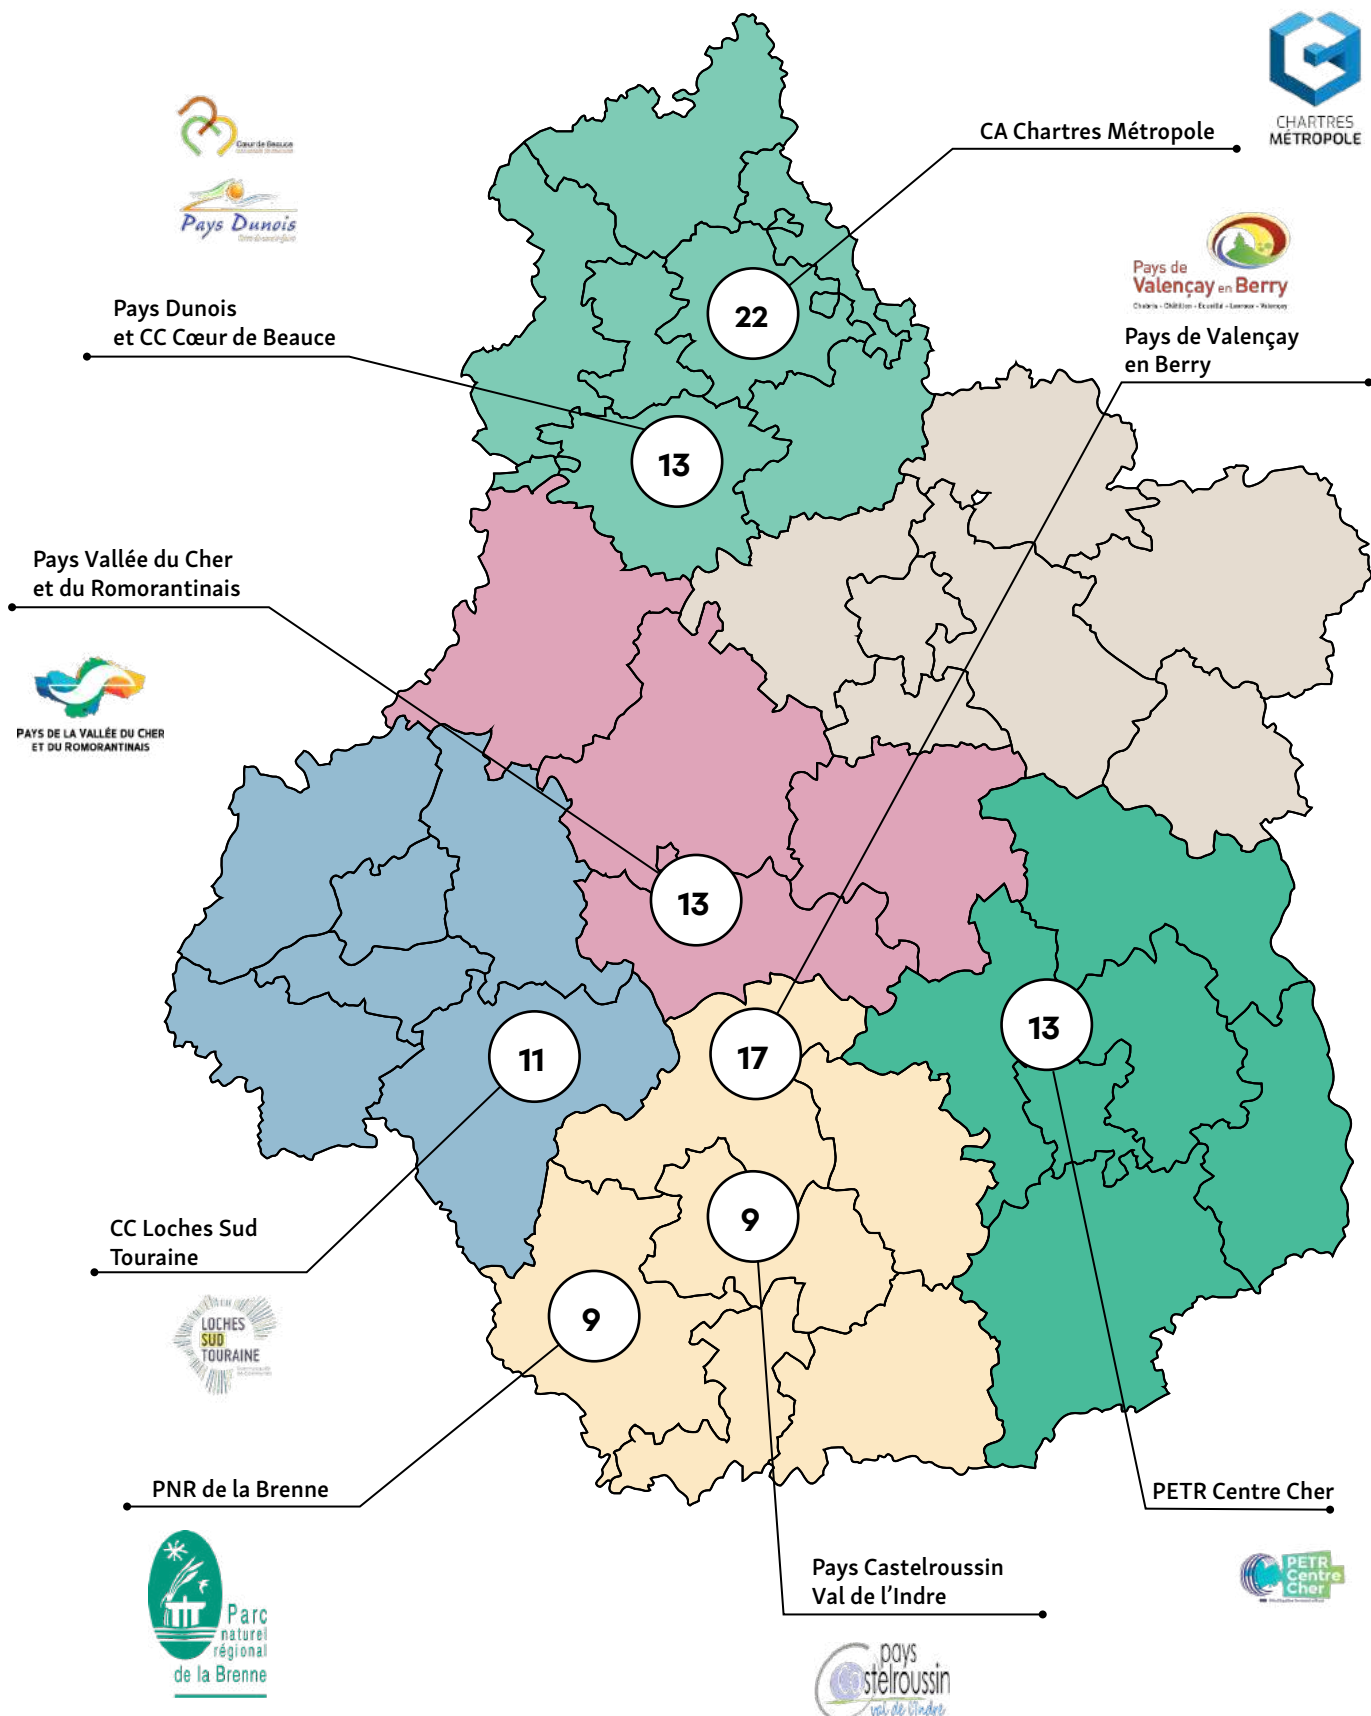 CHARTRES
MÉTROPOLE
CA Chartres Métropole
Cœur de Beauce
Pays Dunois
Pays de
Valençay en Berry
Pays Dunois
et CC Cœur de Beauce
22
Pays de Valençay
en Berry
13
Pays Vallée du Cher
et du Romorantinais
PAYS DE LA VALLÉE DU CHER
ET DU ROMORANTINAIS
13
13
11
17
9
CC Loches Sud
Touraine
9
LOCHES
SUD
TOURAINE
PNR de la Brenne
PETR Centre Cher
Parc
naturel
régional
de la Brenne
Pays Castelroussin
Val de l'Indre
PETR
Centre
Cher
pays
Castelroussin
val de l'Indre